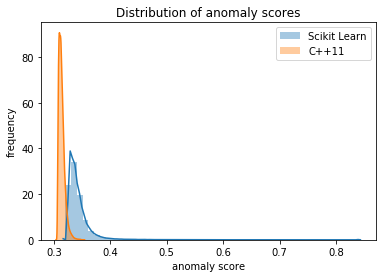 Distribution of anomaly scores
Scikit Learn
C++11
frequency
80
60
40
20
0
0.3 0.4 0.5 0.6 0.7 0.8
anomaly score